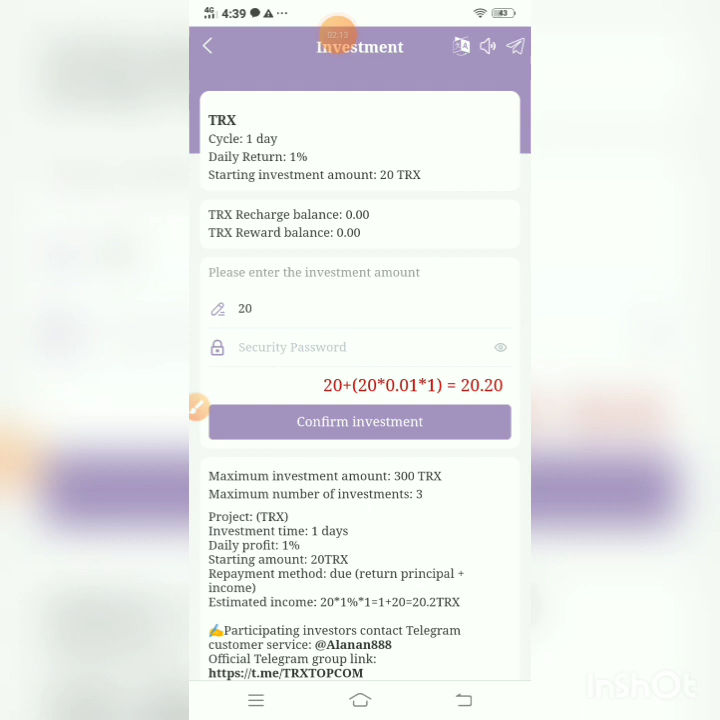 4G 4:39 43
02:13
Investment
TRX
Cycle: 1 day
Daily Return: 1%
Starting investment amount: 20 TRX
TRX Recharge balance: 0.00
TRX Reward balance: 0.00
Please enter the investment amount
20
Security Password
20+(20*0.01*1) = 20.20
Confirm investment
Maximum investment amount: 300 TRX
Maximum number of investments: 3
Project: (TRX)
Investment time: 1 days
Daily profit: 1%
Starting amount: 20TRX
Repayment method: due (return principal +
income)
Estimated income: 20*1%*1=1+20=20.2TRX
✍Participating investors contact Telegram
customer service: @Alanan888
Official Telegram group link:
https://t.me/TRXTOPCOM
InShOt